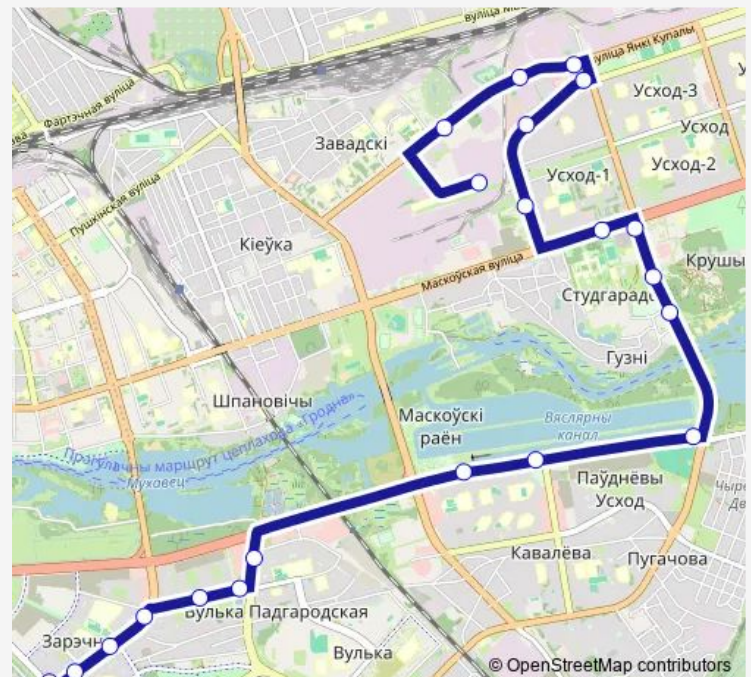 вуліца
Фартэчная вуліца
вуліца Янкі Купалы
Усход-3
Завадскі
Усход
Усход-2
Усход-1
Пушкінская вуліца
Кіеўка
Маскоўская вуліца
Крушы
Студгарадо
Гузні
Шпановічы
Прагулачны маршрут цеплахода «Гродна»
Мухавец
Маскоўскі
раён
Вяслярны
канал
Паўднёвы
Усход
Кавалёва
Пугачова
Вулька Падгародская
Зарэчн
Вулька
© OpenStreetMap contributors